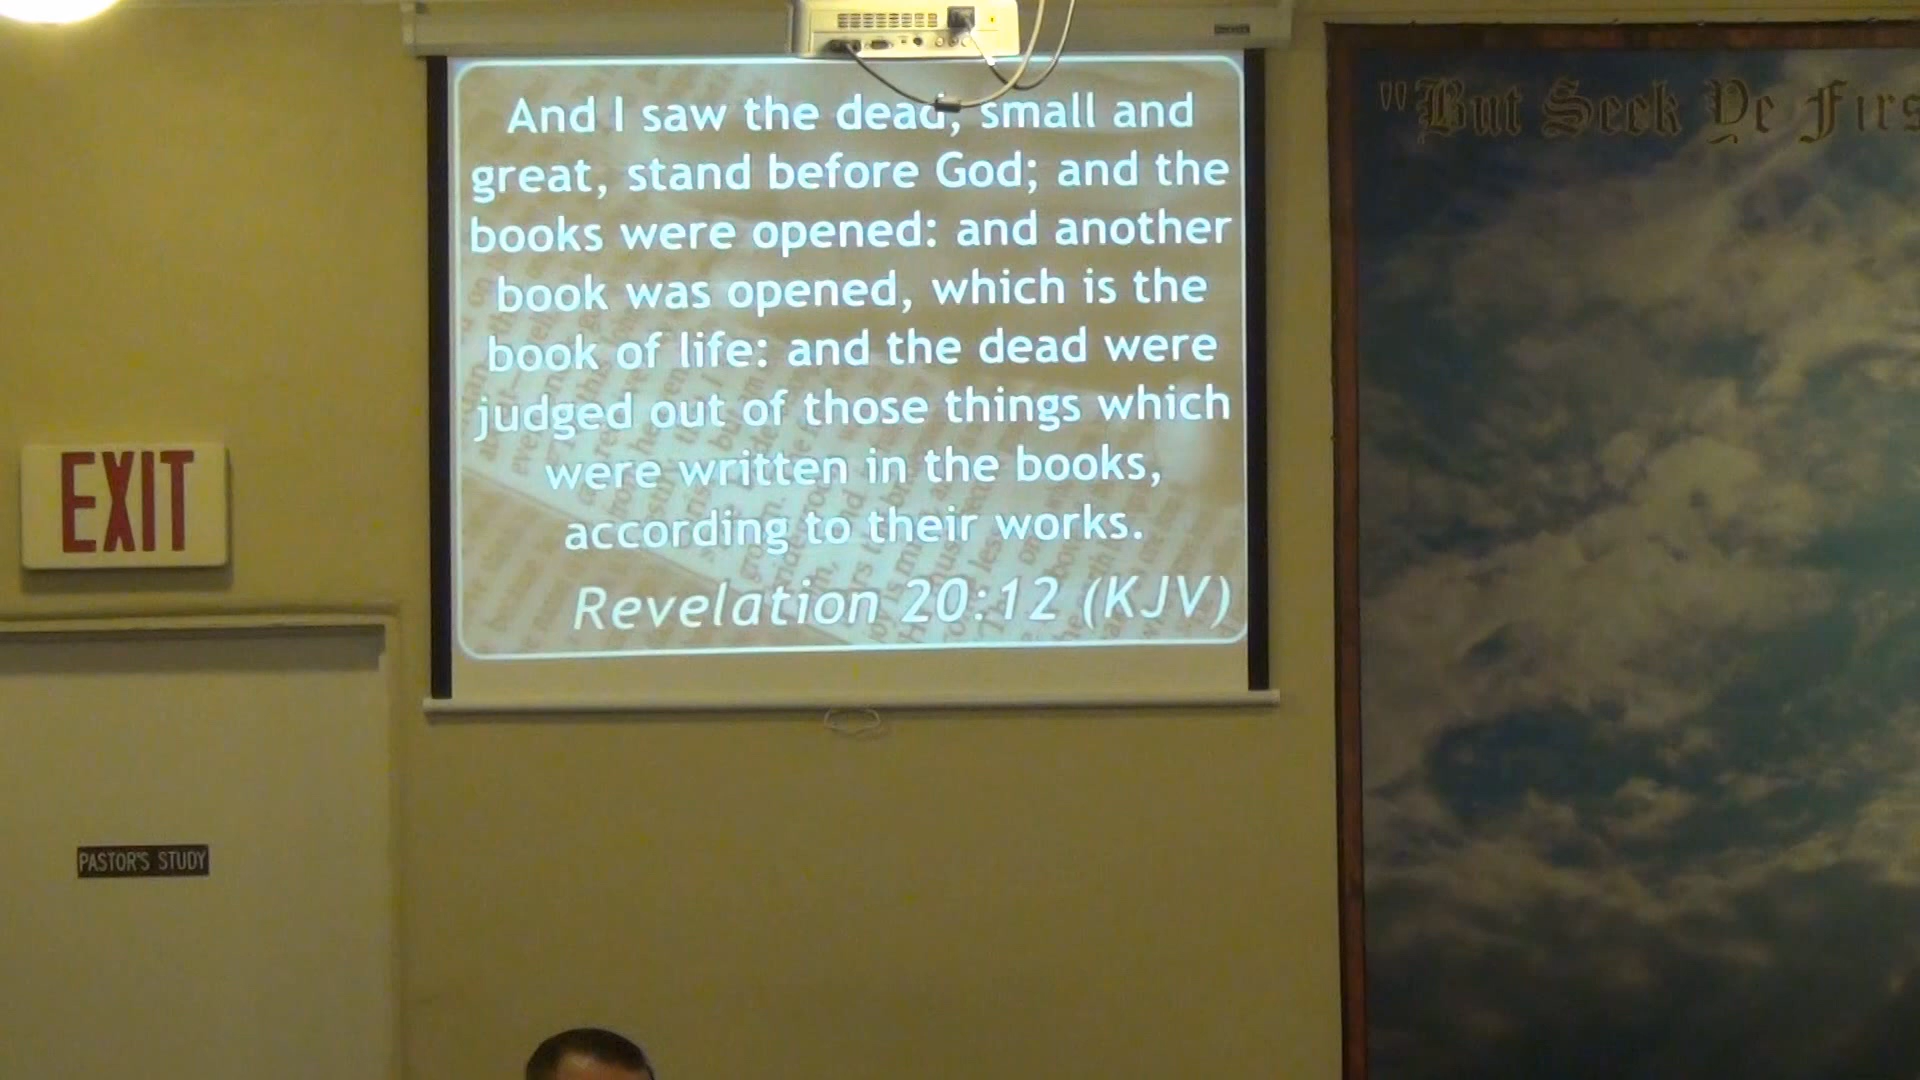 And I saw the dead, small and
great, stand before God; and the
books were opened: and another
book was opened, which is the
book of life: and the dead were
judged out of those things which
were written in the books,
according to their works.
Revelation 20:12 (KJV)
"But Seek Ye Firs
EXIT
PASTOR'S STUDY